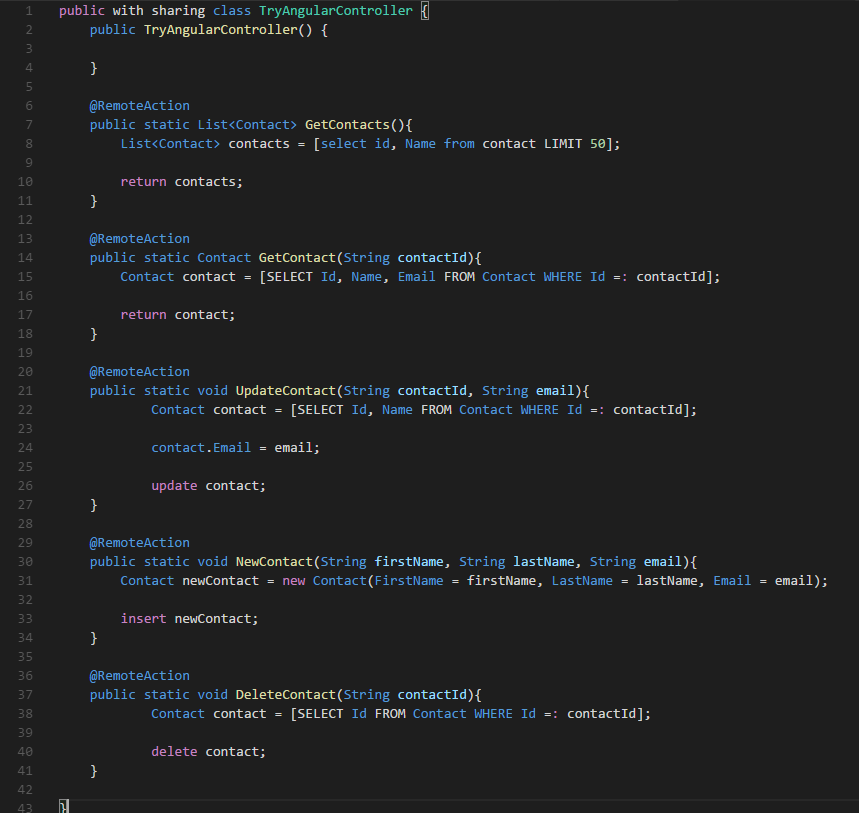 1 public with sharing class TryAngularController {
2     public TryAngularController() {
3
4     }
5
6     @RemoteAction
7     public static List<Contact> GetContacts(){
8         List<Contact> contacts = [select id, Name from contact LIMIT 50];
9
10         return contacts;
11     }
12
13     @RemoteAction
14     public static Contact GetContact(String contactId){
15         Contact contact = [SELECT Id, Name, Email FROM Contact WHERE Id =: contactId];
16
17         return contact;
18     }
19
20     @RemoteAction
21     public static void UpdateContact(String contactId, String email){
22             Contact contact = [SELECT Id, Name FROM Contact WHERE Id =: contactId];
23
24             contact.Email = email;
25
26             update contact;
27     }
28
29     @RemoteAction
30     public static void NewContact(String firstName, String lastName, String email){
31         Contact newContact = new Contact(FirstName = firstName, LastName = lastName, Email = email);
32
33         insert newContact;
34     }
35
36     @RemoteAction
37     public static void DeleteContact(String contactId){
38             Contact contact = [SELECT Id FROM Contact WHERE Id =: contactId];
39
40             delete contact;
41     }
42
43 }